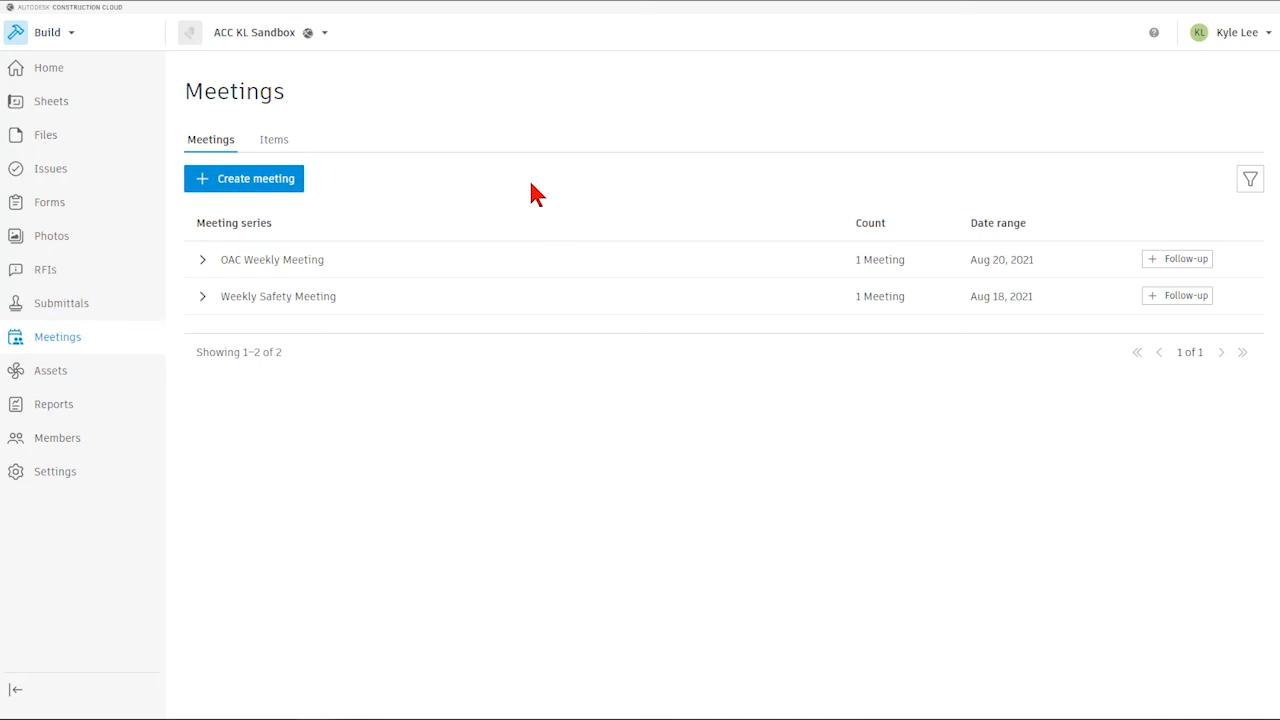 AUTODESK CONSTRUCTION CLOUD
Build
ACC KL Sandbox
KL Kyle Lee
Home
Sheets
Files
Issues
Forms
Photos
RFIs
Submittals
Meetings
Assets
Reports
Members
Settings
Meetings
Meetings Items
+ Create meeting
Meeting series Count Date range
OAC Weekly Meeting 1 Meeting Aug 20, 2021 + Follow-up
Weekly Safety Meeting 1 Meeting Aug 18, 2021 + Follow-up
Showing 1–2 of 2 1 of 1